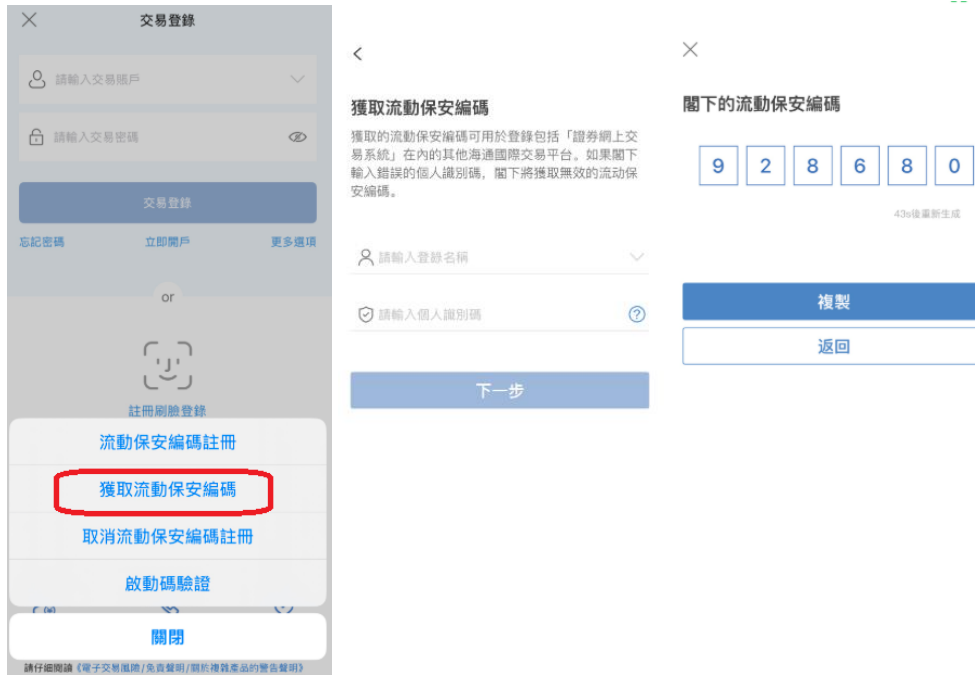 交易登錄
請輸入交易賬戶
請輸入交易密碼
交易登錄
忘記密碼
立即開戶
更多選項
or
註冊刷臉登錄
流動保安編碼註冊
獲取流動保安編碼
取消流動保安編碼註冊
啟動碼驗證
關閉
請仔細閱讀《電子交易風險/免責聲明/關於複雜產品的警告聲明》
獲取流動保安編碼
獲取的流動保安編碼可用於登錄包括「證券網上交
易系統」在內的其他海通國際交易平台。如果閣下
輸入錯誤的個人識別碼，閣下將獲取無效的流动保
安編碼。
請輸入登錄名稱
請輸入個人識別碼
下一步
閣下的流動保安編碼
9 2 8 6 8 0
43s後重新生成
複製
返回